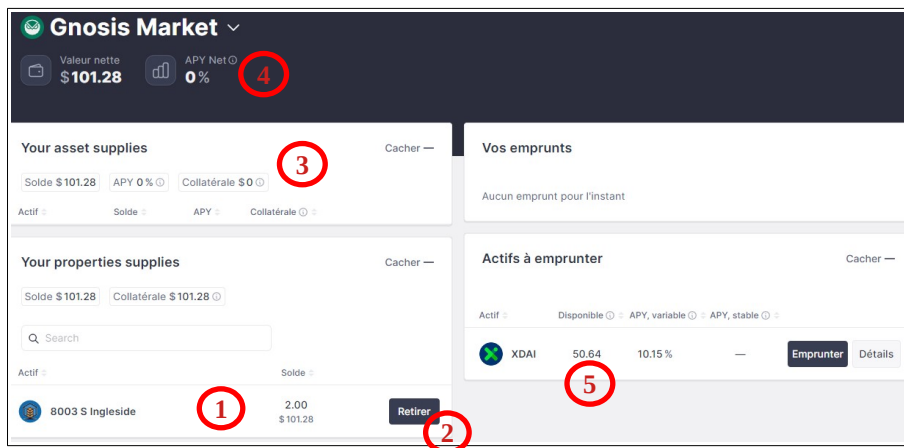 Gnosis Market
Valeur nette
$101.28
APY Net
0%
4
Your asset supplies
Cacher —
3
Solde $101.28
APY 0%
Collatérale $0
Actif
Solde
APY
Collatérale
Your properties supplies
Cacher —
Solde $101.28
Collatérale $101.28
Search
Actif
Solde
8003 S Ingleside
1
2.00
$101.28
Retirer
2
Vos emprunts
Aucun emprunt pour l'instant
Actifs à emprunter
Cacher —
Actif
Disponible
APY, variable
APY, stable
XDAI
50.64
10.15%
—
Emprunter
Détails
5